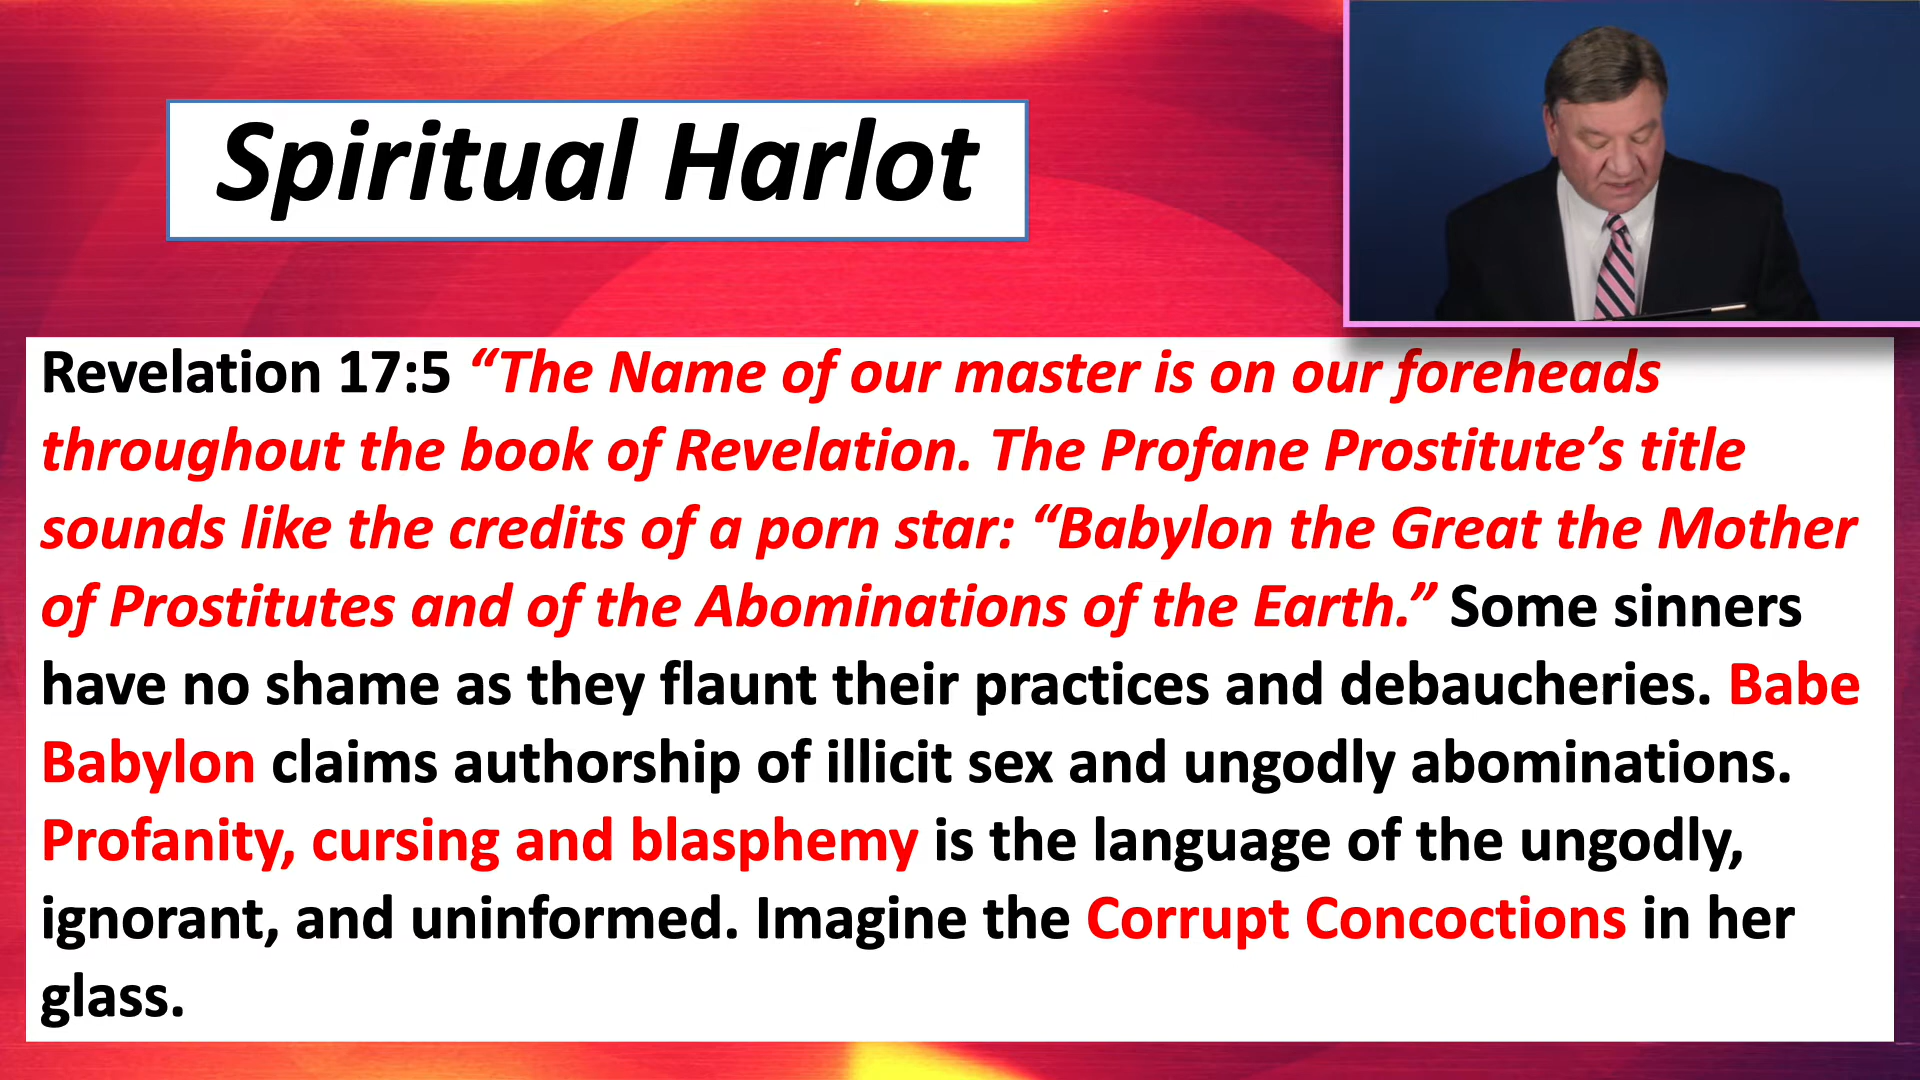 Spiritual Harlot
Revelation 17:5 “The Name of our master is on our foreheads
throughout the book of Revelation. The Profane Prostitute’s title
sounds like the credits of a porn star: “Babylon the Great the Mother
of Prostitutes and of the Abominations of the Earth.” Some sinners
have no shame as they flaunt their practices and debaucheries. Babe
Babylon claims authorship of illicit sex and ungodly abominations.
Profanity, cursing and blasphemy is the language of the ungodly,
ignorant, and uninformed. Imagine the Corrupt Concoctions in her
glass.